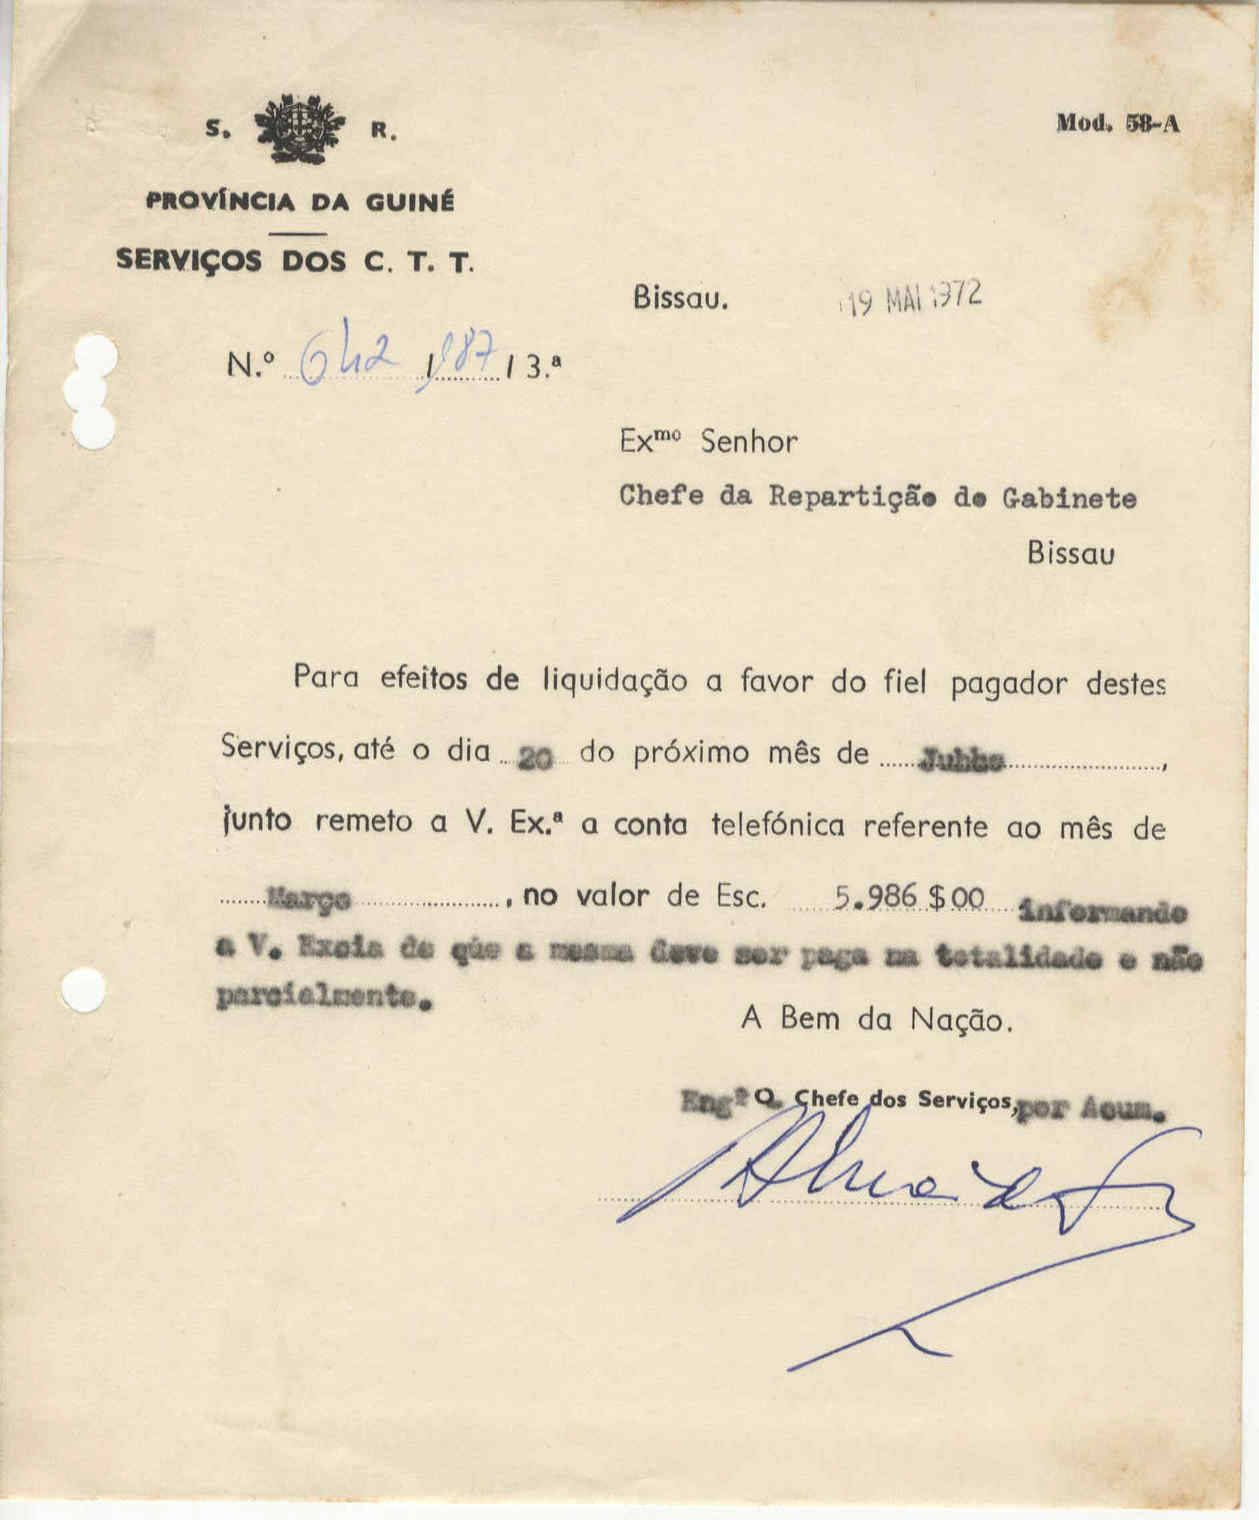 S. R.
Mod. 58-A
PROVÍNCIA DA GUINÉ
SERVIÇOS DOS C. T. T.
Bissau. 19 MAI 1972
N.º 642 / 187 / 3.ª
Exmo Senhor
Chefe da Repartição de Gabinete
Bissau
Para efeitos de liquidação a favor do fiel pagador destes
Serviços, até o dia 20 do próximo mês de ,
junto remeto a V. Ex.ª a conta telefónica referente ao mês de
Março , no valor de Esc. 5.986$00 informando
a V. Excia de que a mesma deve ser paga na totalidade e não
parcialmente.
A Bem da Nação.
Engº O Chefe dos Serviços, por Acum.